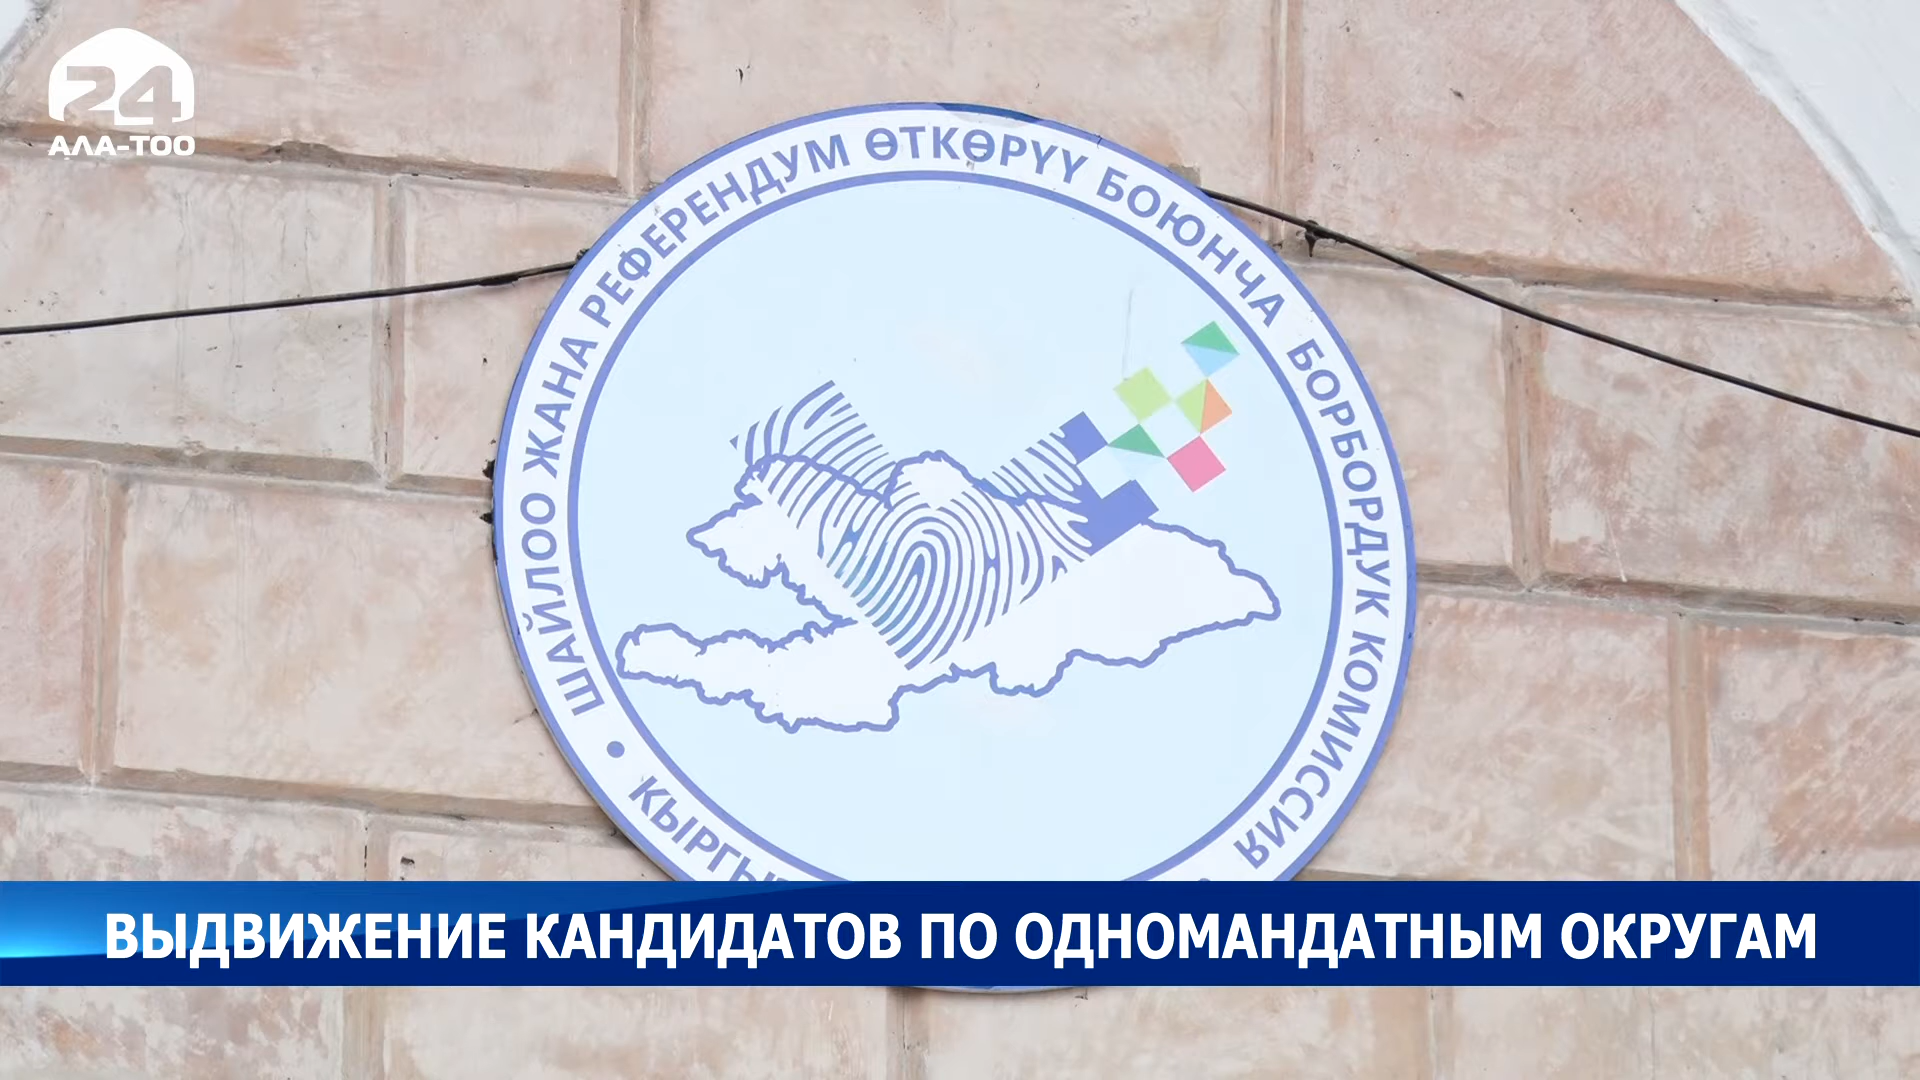 24
АЛА-ТОО
ШАЙЛОО ЖАНА РЕФЕРЕНДУМ ӨТКӨРҮҮ БОЮНЧА БОРБОРДУК КОМИССИЯ
ВЫДВИЖЕНИЕ КАНДИДАТОВ ПО ОДНОМАНДАТНЫМ ОКРУГАМ